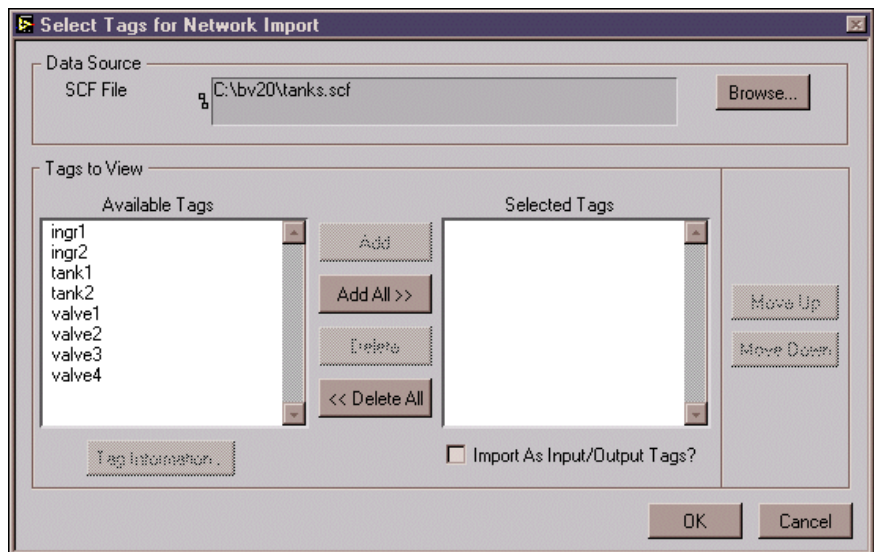 Select Tags for Network Import
Data Source
SCF File
C:\bv20\tanks.scf
Browse...
Tags to View
Available Tags
Selected Tags
ingr1
ingr2
tank1
tank2
valve1
valve2
valve3
valve4
Add
Add All >>
Delete
<< Delete All
Move Up
Move Down
Tag Information .
Import As Input/Output Tags?
OK
Cancel